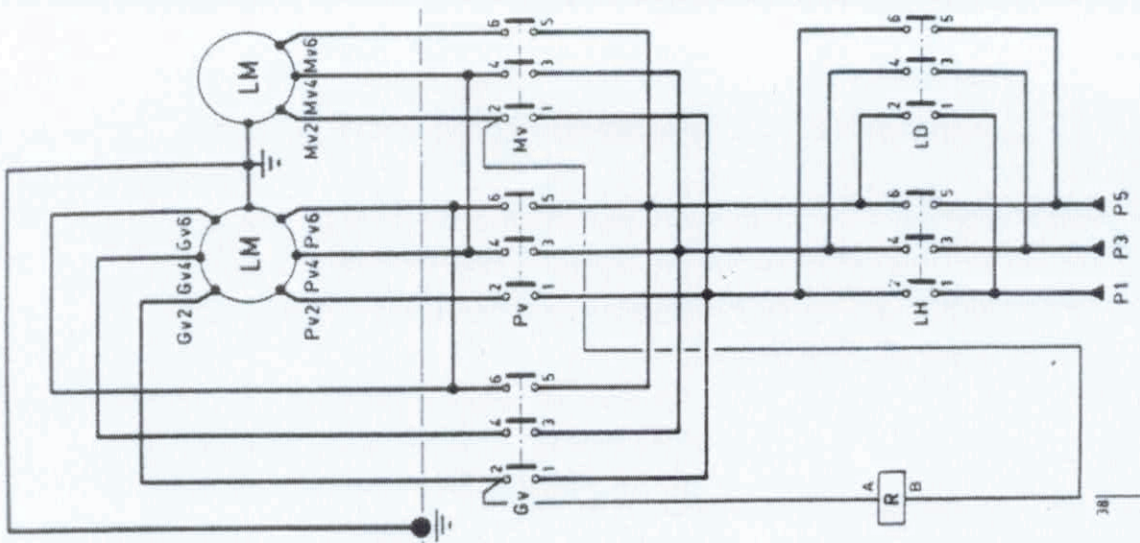 LM
Mv2 Mv4 Mv6
LM
Gv2 Gv4 Gv6
Pv2 Pv4 Pv6
2 4 6
Mv 1 3 5
2 4 6
Pv 1 3 5
2 4 6
Gv 1 3 5
2 4 6
LD 1 3 5
2 4 6
LH 1 3 5
P1 P3 P5
A
R
B
38